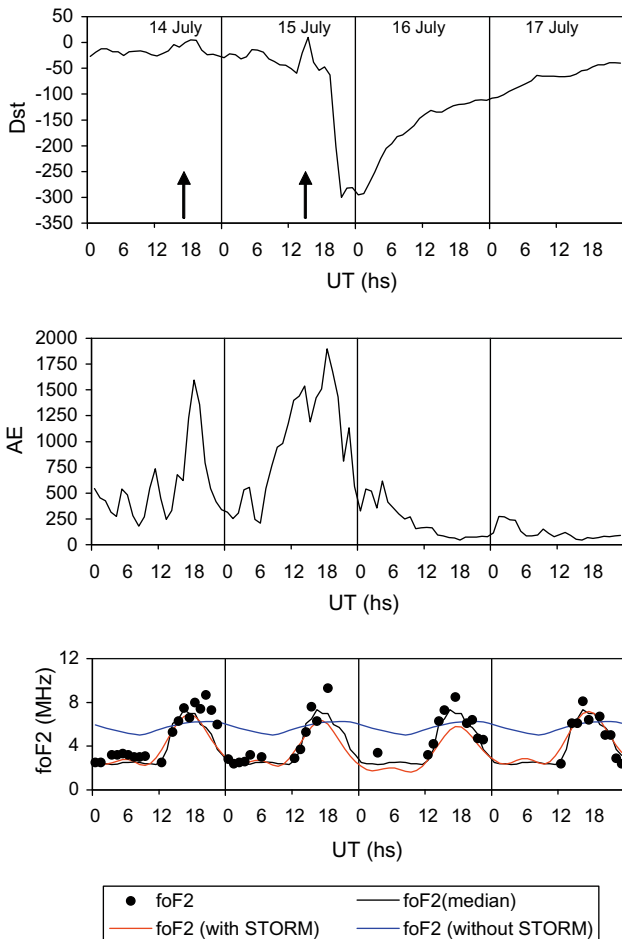 14 July 15 July 16 July 17 July
50
0
-50
-100
-150
-200
-250
-300
-350
Dst
0 6 12 18 0 6 12 18 0 6 12 18 0 6 12 18
UT (hs)
2000
1750
1500
1250
1000
750
500
250
0
AE
0 6 12 18 0 6 12 18 0 6 12 18 0 6 12 18
UT (hs)
12
8
4
0
foF2 (MHz)
0 6 12 18 0 6 12 18 0 6 12 18 0 6 12 18
UT (hs)
foF2 foF2(median)
foF2 (with STORM) foF2 (without STORM)